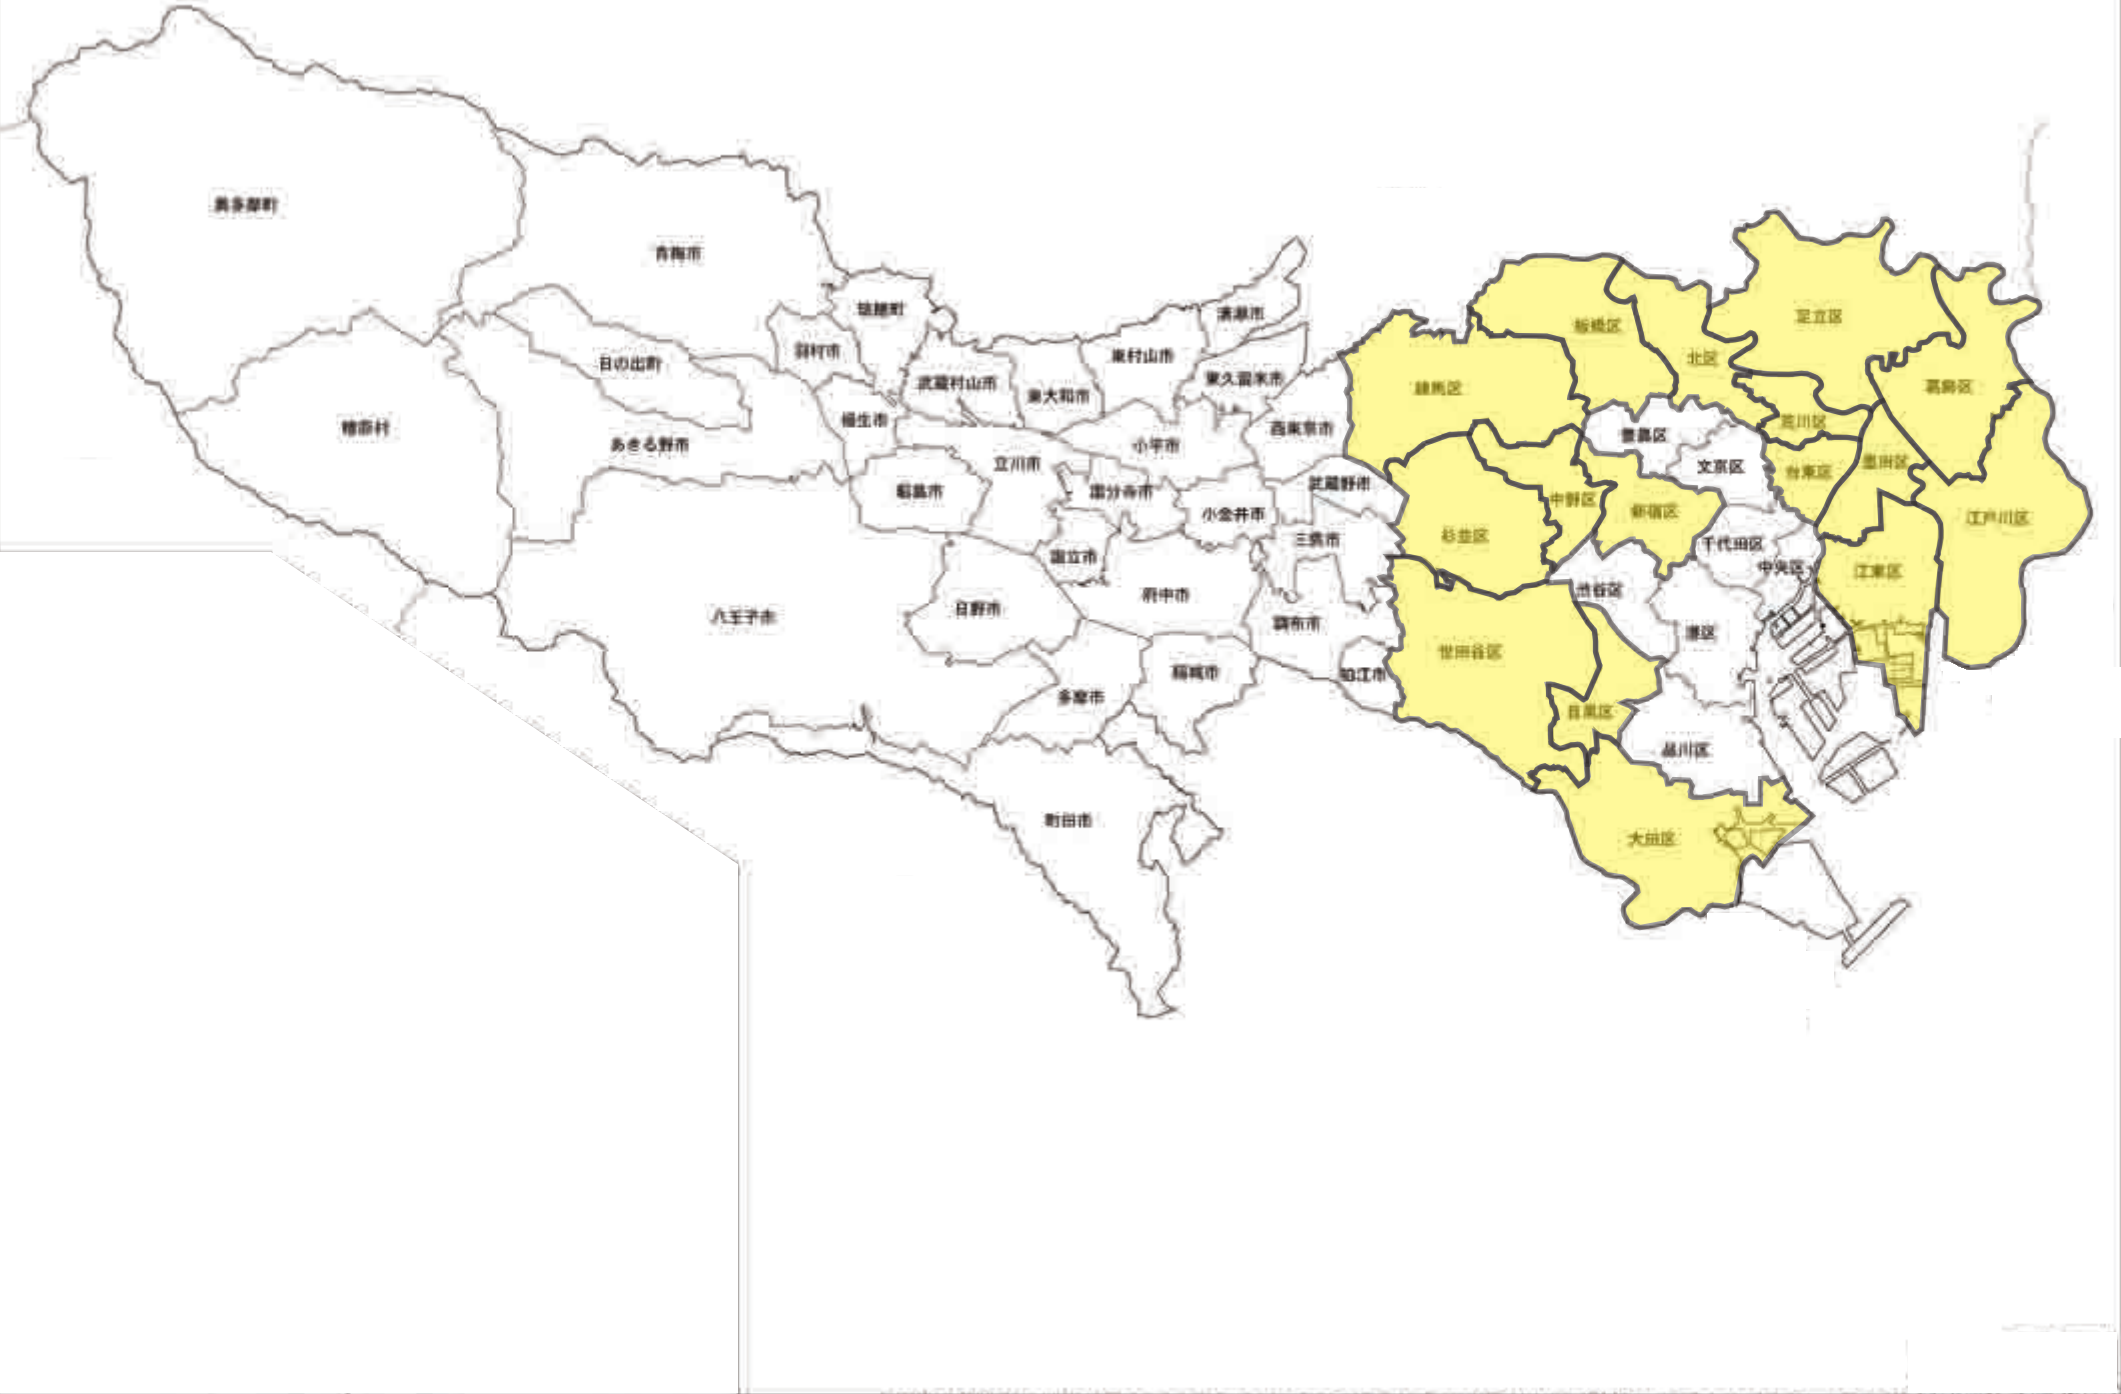 奥多摩町
青梅市
瑞穂町
清瀬市
足立区
板橋区
羽村市
東村山市
日の出町
北区
武蔵村山市
東久留米市
練馬区
葛飾区
東大和市
檜原村
福生市
あきる野市
小平市
西東京市
豊島区
荒川区
立川市
文京区
台東区
墨田区
昭島市
国分寺市
武蔵野市
中野区
小金井市
新宿区
江戸川区
三鷹市
杉並区
千代田区
国立市
中央区
江東区
八王子市
日野市
府中市
渋谷区
調布市
港区
世田谷区
多摩市
稲城市
狛江市
目黒区
品川区
町田市
大田区